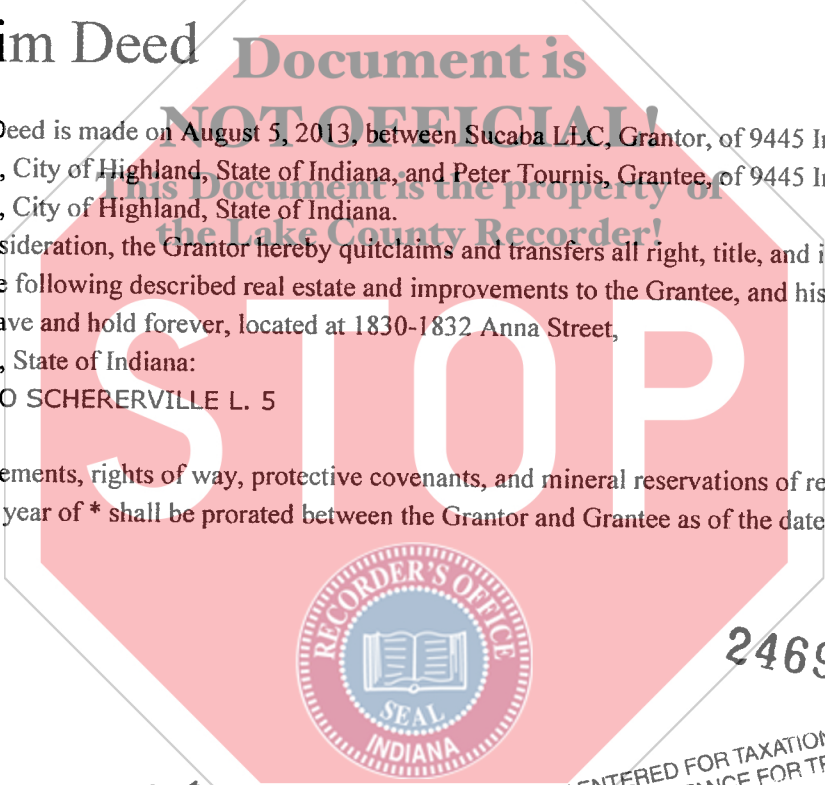 im Deed
Document is
NOT OFFICIAL!
This Document is the property of
the Lake County Recorder!
Deed is made on August 5, 2013, between Sucaba LLC, Grantor, of 9445 In
, City of Highland, State of Indiana, and Peter Tournis, Grantee, of 9445 In
, City of Highland, State of Indiana.
sideration, the Grantor hereby quitclaims and transfers all right, title, and i
e following described real estate and improvements to the Grantee, and his
ave and hold forever, located at 1830-1832 Anna Street,
, State of Indiana:
O SCHERERVILLE L. 5
STOP
ements, rights of way, protective covenants, and mineral reservations of re
year of * shall be prorated between the Grantor and Grantee as of the date
RECORDER'S OFFICE
SEAL
INDIANA
2469
ENTERED FOR TAXATION
ANCE FOR TR